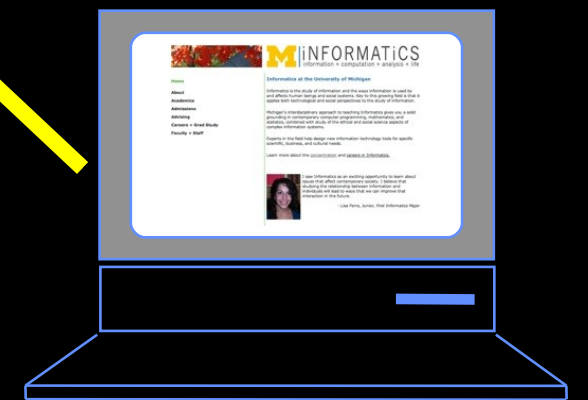 M iNFORMATiCS
information + computation + analysis + life
Home
About
Academics
Admissions
Advising
Careers + Grad Study
Faculty + Staff
Informatics at the University of Michigan
Informatics is the study of information and the ways information is used by
and affects human beings and social systems. Key to this growing field is that it
applies both technological and social perspectives to the study of information.
Michigan's interdisciplinary approach to teaching Informatics gives you a solid
grounding in contemporary computer programming, mathematics, and
statistics, combined with study of the ethical and social science aspects of
complex information systems.
Experts in the field help design new information technology tools for specific
scientific, business, and cultural needs.
Learn more about the concentration and careers in Informatics.
I saw Informatics as an exciting opportunity to learn about
issues that affect contemporary society. I believe that
studying the relationship between information and
individuals will lead to ways that we can improve that
interaction in the future.
- Lisa Ferro, Junior, First Informatics Major